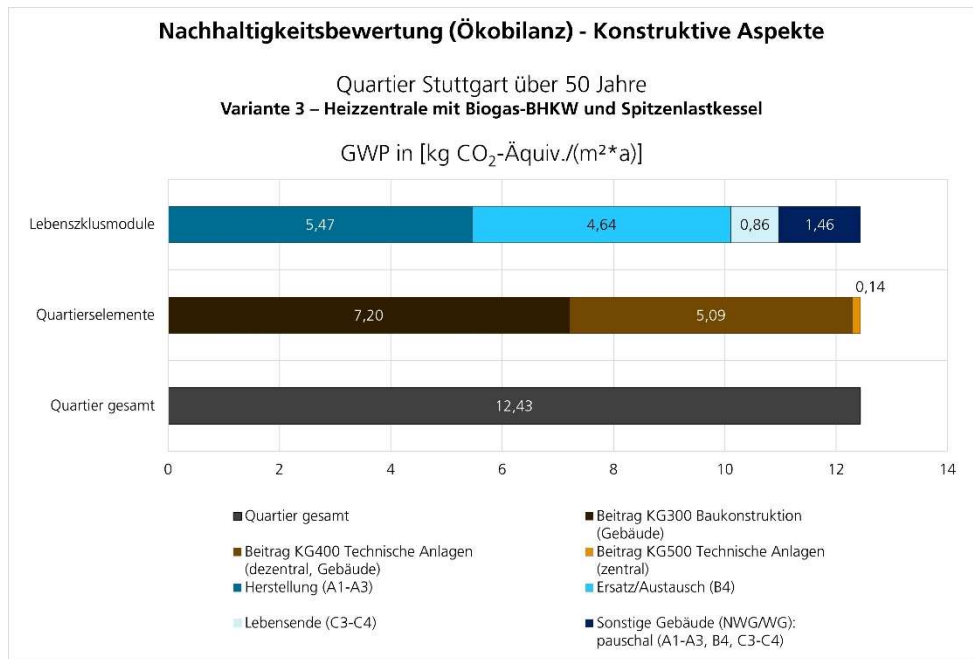 Nachhaltigkeitsbewertung (Ökobilanz) - Konstruktive Aspekte
Quartier Stuttgart über 50 Jahre
Variante 3 – Heizzentrale mit Biogas-BHKW und Spitzenlastkessel
GWP in [kg CO₂-Äquiv./(m²*a)]
Lebenszklusmodule
5,47
4,64
0,86
1,46
0,14
Quartierselemente
7,20
5,09
Quartier gesamt
12,43
0
2
4
6
8
10
12
14
Quartier gesamt
Beitrag KG300 Baukonstruktion
(Gebäude)
Beitrag KG400 Technische Anlagen
(dezentral, Gebäude)
Beitrag KG500 Technische Anlagen
(zentral)
Herstellung (A1-A3)
Ersatz/Austausch (B4)
Lebensende (C3-C4)
Sonstige Gebäude (NWG/WG):
pauschal (A1-A3, B4, C3-C4)